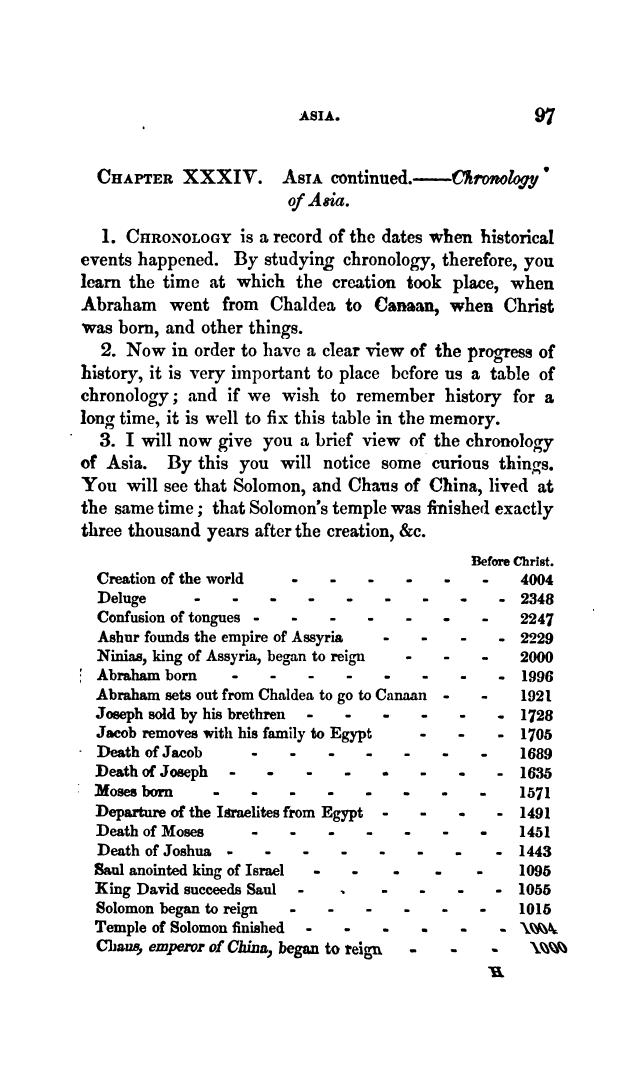 ASIA. 97
CHAPTER XXXIV. ASIA continued.——Chronology
of Asia.
1. CHRONOLOGY is a record of the dates when historical
events happened. By studying chronology, therefore, you
learn the time at which the creation took place, when
Abraham went from Chaldea to Canaan, when Christ
was born, and other things.
2. Now in order to have a clear view of the progress of
history, it is very important to place before us a table of
chronology; and if we wish to remember history for a
long time, it is well to fix this table in the memory.
3. I will now give you a brief view of the chronology
of Asia. By this you will notice some curious things.
You will see that Solomon, and Chaus of China, lived at
the same time; that Solomon's temple was finished exactly
three thousand years after the creation, &c.
Before Christ.
Creation of the world - - - - - - 4004
Deluge - - - - - - - - - 2348
Confusion of tongues - - - - - - - 2247
Ashur founds the empire of Assyria - - - - 2229
Ninias, king of Assyria, began to reign - - - 2000
Abraham born - - - - - - - - 1996
Abraham sets out from Chaldea to go to Canaan - - 1921
Joseph sold by his brethren - - - - - - 1728
Jacob removes with his family to Egypt - - - 1705
Death of Jacob - - - - - - - 1689
Death of Joseph - - - - - - - - 1635
Moses born - - - - - - - - 1571
Departure of the Israelites from Egypt - - - - 1491
Death of Moses - - - - - - - 1451
Death of Joshua - - - - - - - - 1443
Saul anointed king of Israel - - - - - 1095
King David succeeds Saul - - - - - - 1055
Solomon began to reign - - - - - - 1015
Temple of Solomon finished - - - - - - 1004
Chaus, emperor of China, began to reign - - - 1000
H